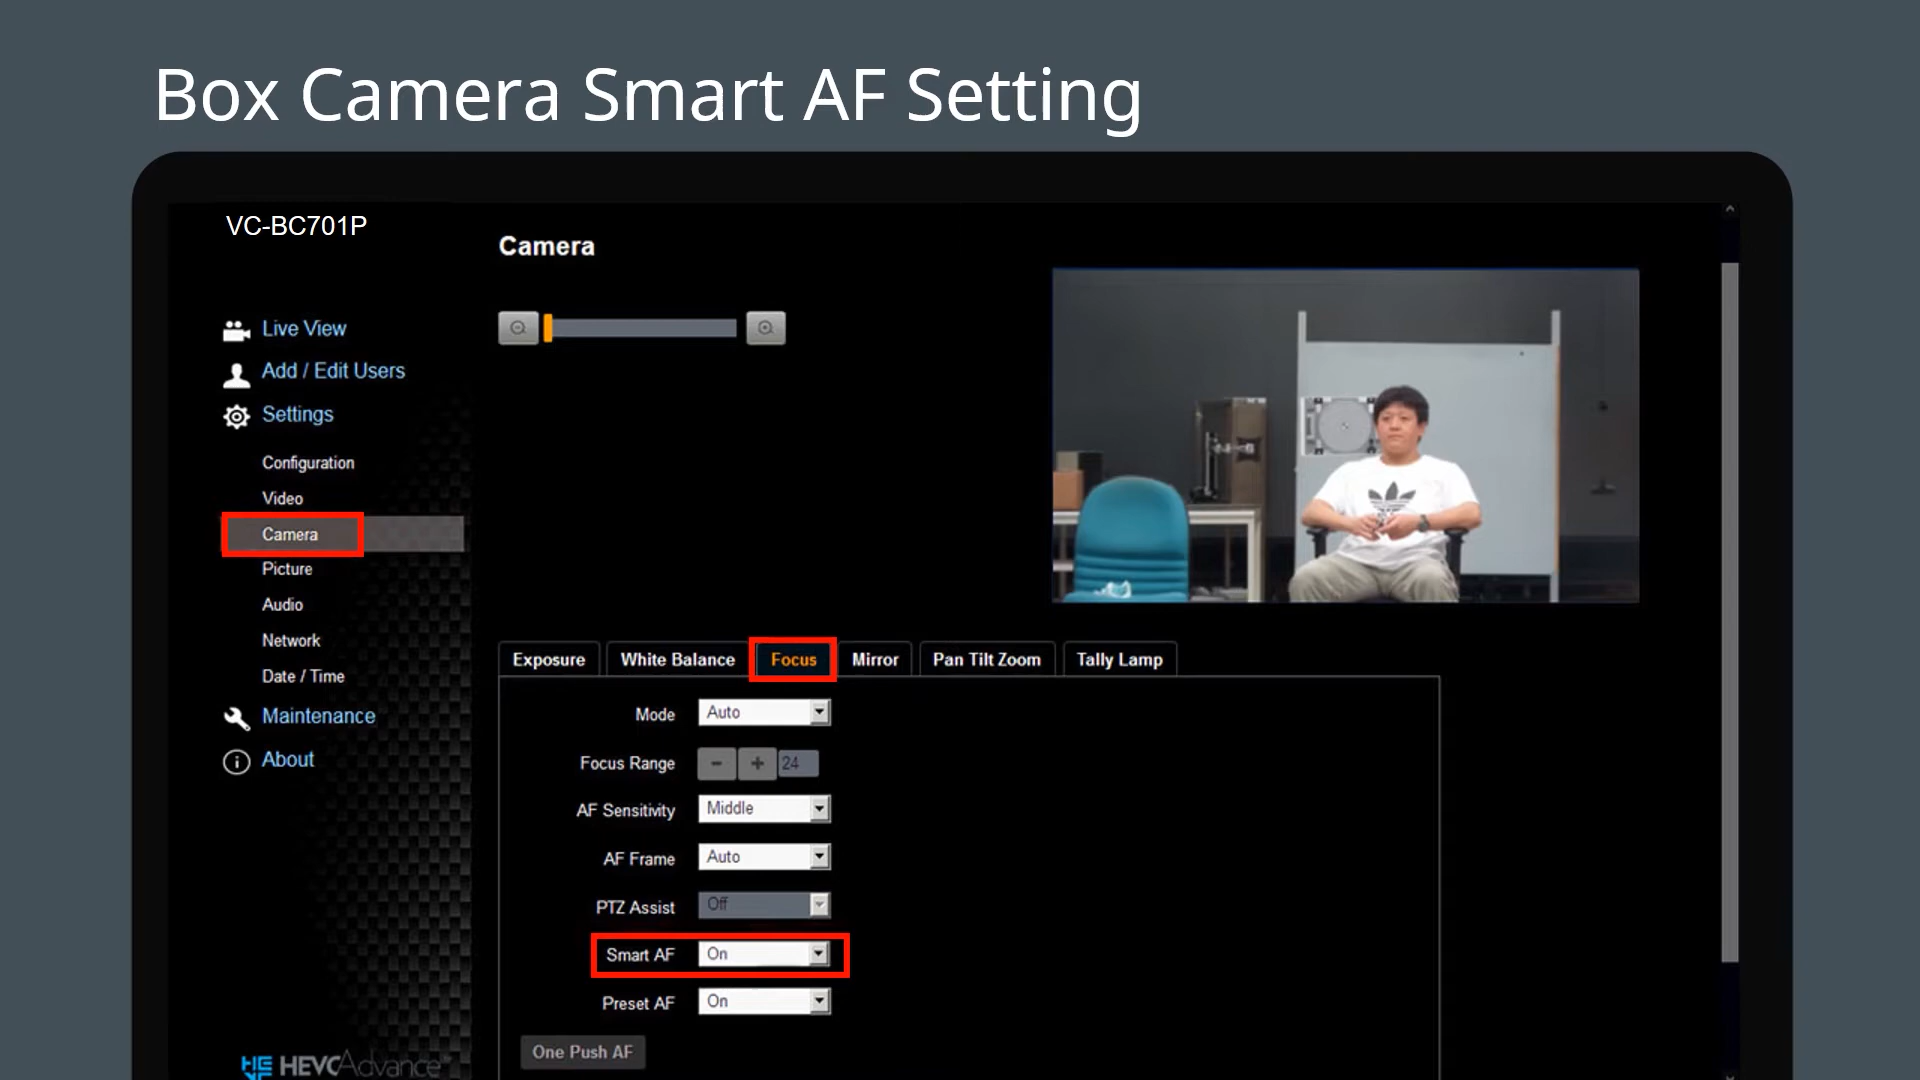 Box Camera Smart AF Setting
VC-BC701P
Camera
Live View
Add / Edit Users
Settings
Configuration
Video
Camera
Picture
Audio
Network
Date / Time
Maintenance
About
HEVCAdvance
Exposure White Balance Focus Mirror Pan Tilt Zoom Tally Lamp
Mode Auto
Focus Range - + 24
AF Sensitivity Middle
AF Frame Auto
PTZ Assist Off
Smart AF On
Preset AF On
One Push AF